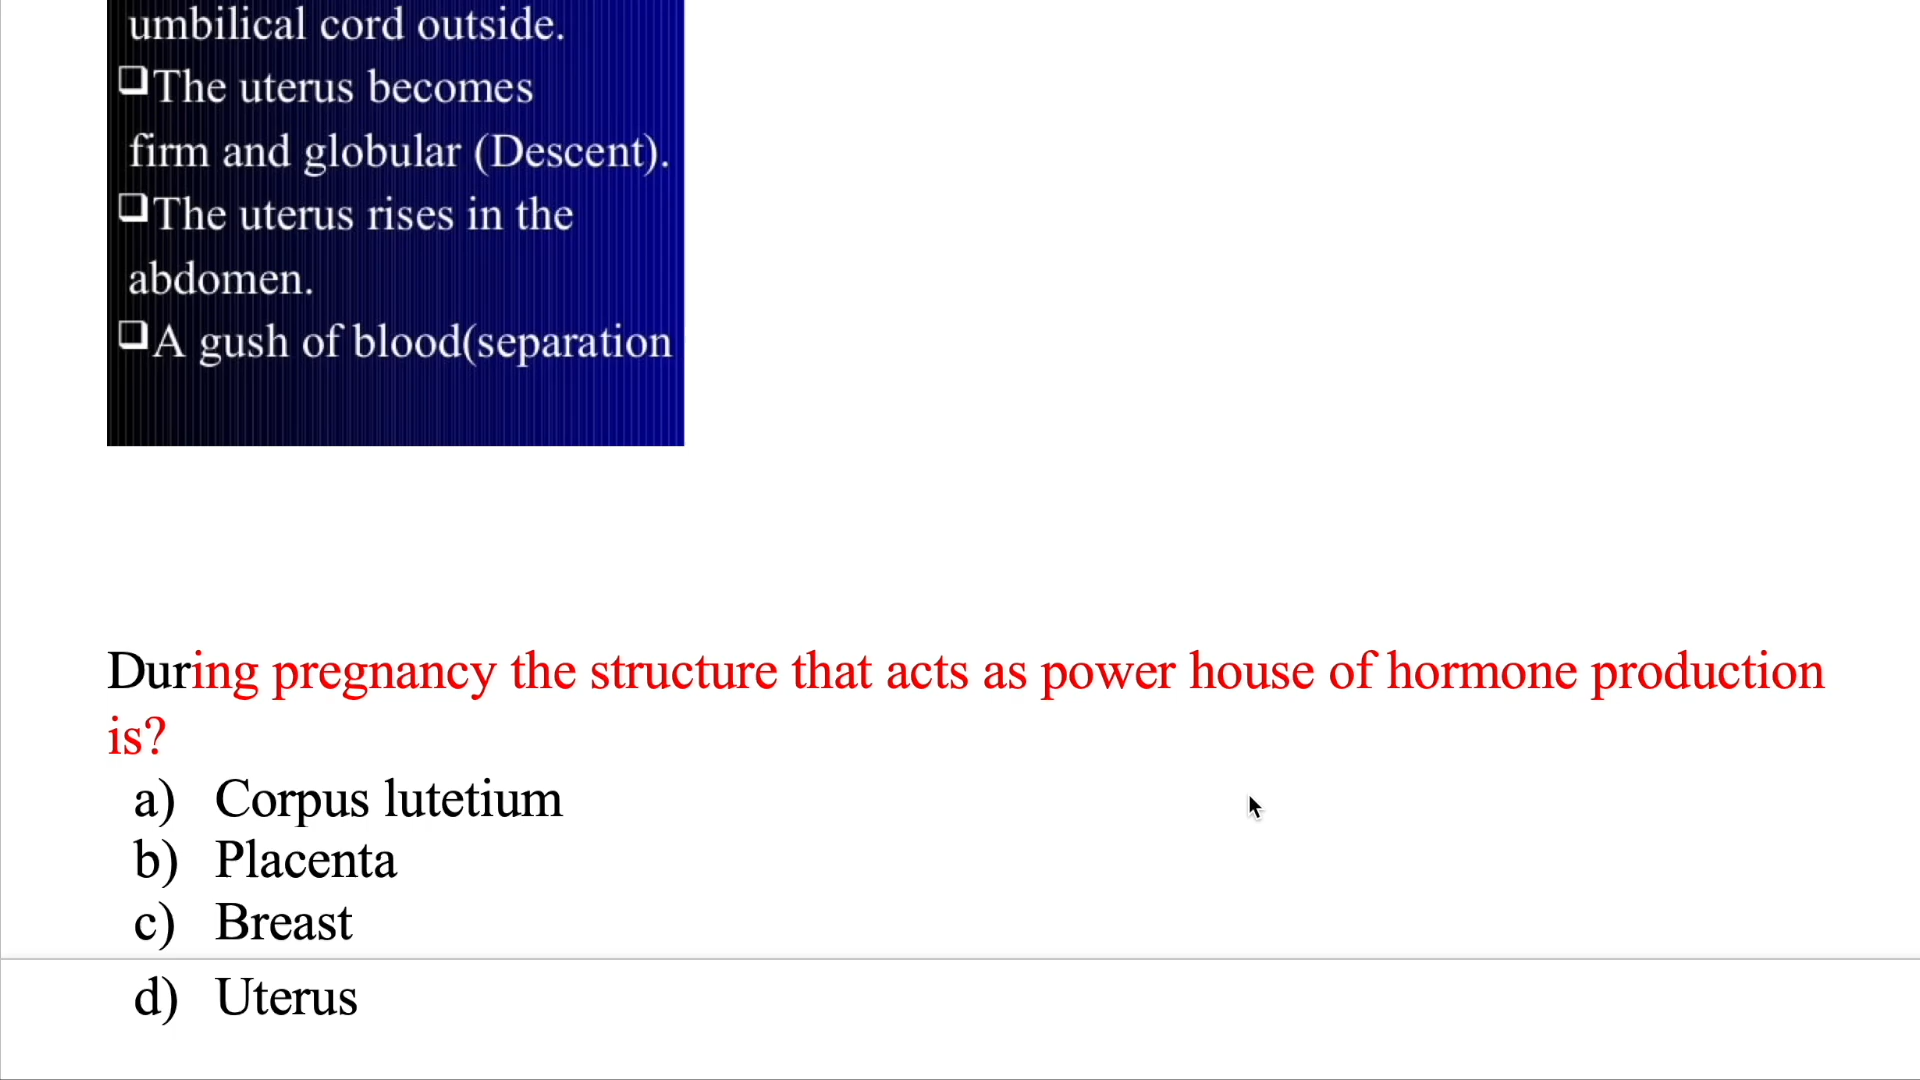 umbilical cord outside.
❑The uterus becomes
firm and globular (Descent).
❑The uterus rises in the
abdomen.
❑A gush of blood(separation
During pregnancy the structure that acts as power house of hormone production
is?
a) Corpus lutetium
b) Placenta
c) Breast
d) Uterus